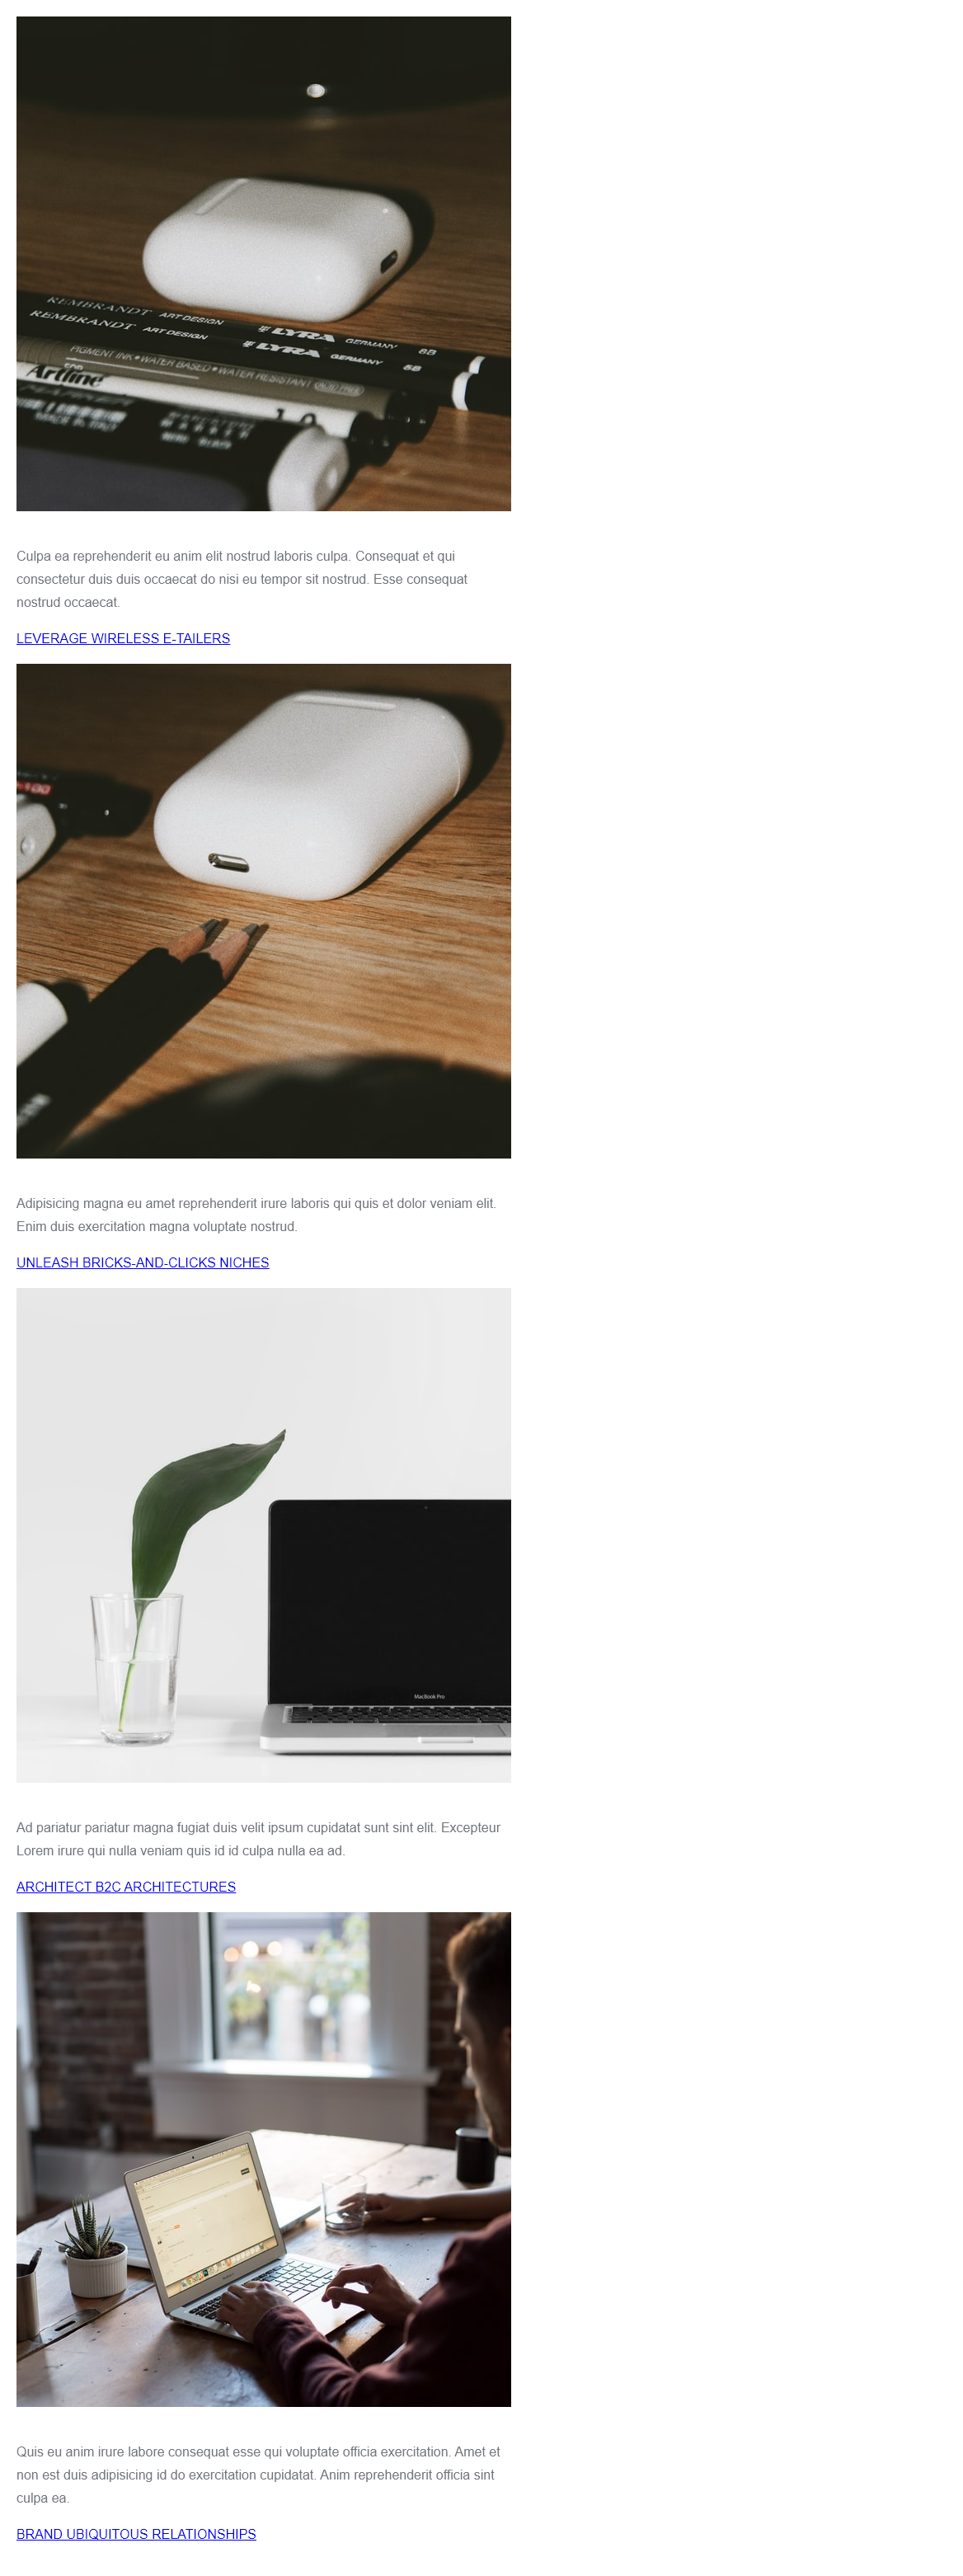 REMBRANDT ART DESIGN LYRA GERMANY 6B
REMBRANDT ART DESIGN LYRA GERMANY 5B
PIGMENT INK • WATER BASED • WATER RESISTANT
Artline
1.0
MADE IN ITALY
Culpa ea reprehenderit eu anim elit nostrud laboris culpa. Consequat et qui
consectetur duis duis occaecat do nisi eu tempor sit nostrud. Esse consequat
nostrud occaecat.
LEVERAGE WIRELESS E-TAILERS
Adipisicing magna eu amet reprehenderit irure laboris qui quis et dolor veniam elit.
Enim duis exercitation magna voluptate nostrud.
UNLEASH BRICKS-AND-CLICKS NICHES
MacBook Pro
Ad pariatur pariatur magna fugiat duis velit ipsum cupidatat sunt sint elit. Excepteur
Lorem irure qui nulla veniam quis id id culpa nulla ea ad.
ARCHITECT B2C ARCHITECTURES
Quis eu anim irure labore consequat esse qui voluptate officia exercitation. Amet et
non est duis adipisicing id do exercitation cupidatat. Anim reprehenderit officia sint
culpa ea.
BRAND UBIQUITOUS RELATIONSHIPS